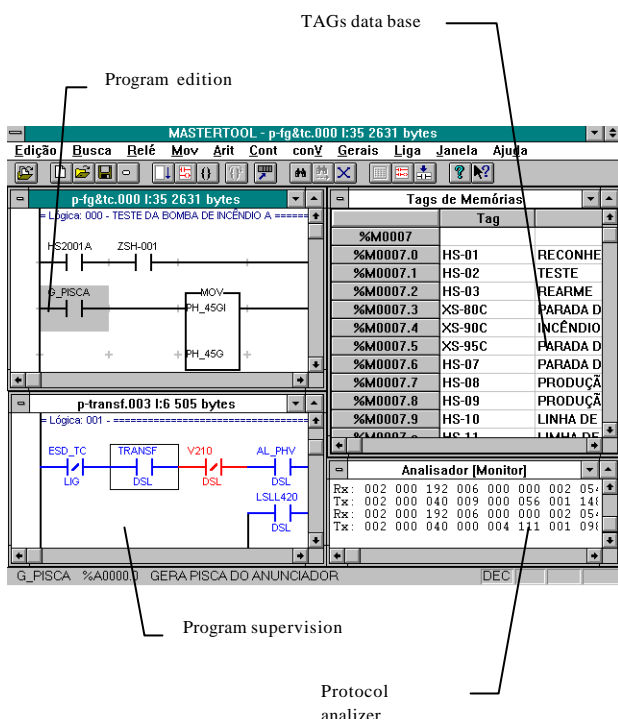 TAGs data base
Program edition
MASTERTOOL - p-fg&tc.000 I:35 2631 bytes
Edição Busca Relé Mov Arit Cont conV Gerais Liga Janela Ajuda
p-fg&tc.000 I:35 2631 bytes
= Lógica: 000 - TESTE DA BOMBA DE INCÊNDIO A ======
HS2001A ZSH-001
G_PISCA MOV
PH_45GI
PH_45G
Tags de Memórias
Tag
%M0007
%M0007.0 HS-01 RECONHE
%M0007.1 HS-02 TESTE
%M0007.2 HS-03 REARME
%M0007.3 XS-80C PARADA D
%M0007.4 XS-90C INCÊNDIO
%M0007.5 XS-95C PARADA D
%M0007.6 HS-07 PARADA D
%M0007.7 HS-08 PRODUÇÃ
%M0007.8 HS-09 PRODUÇÃ
%M0007.9 HS-10 LINHA DE
p-transf.003 I:6 505 bytes
= Lógica: 001 - ==============================
ESD_TC TRANSF V210 AL_PHV
LIG DSL DSL DSL
LSLL420
DSL
Analisador [Monitor]
Rx: 002 000 192 006 000 000 002 054
Tx: 002 000 040 009 000 056 001 148
Rx: 002 000 192 006 000 000 002 054
Tx: 002 000 040 000 004 111 001 098
G_PISCA %A0000.0 GERA PISCA DO ANUNCIADOR DEC
Program supervision
Protocol
analizer